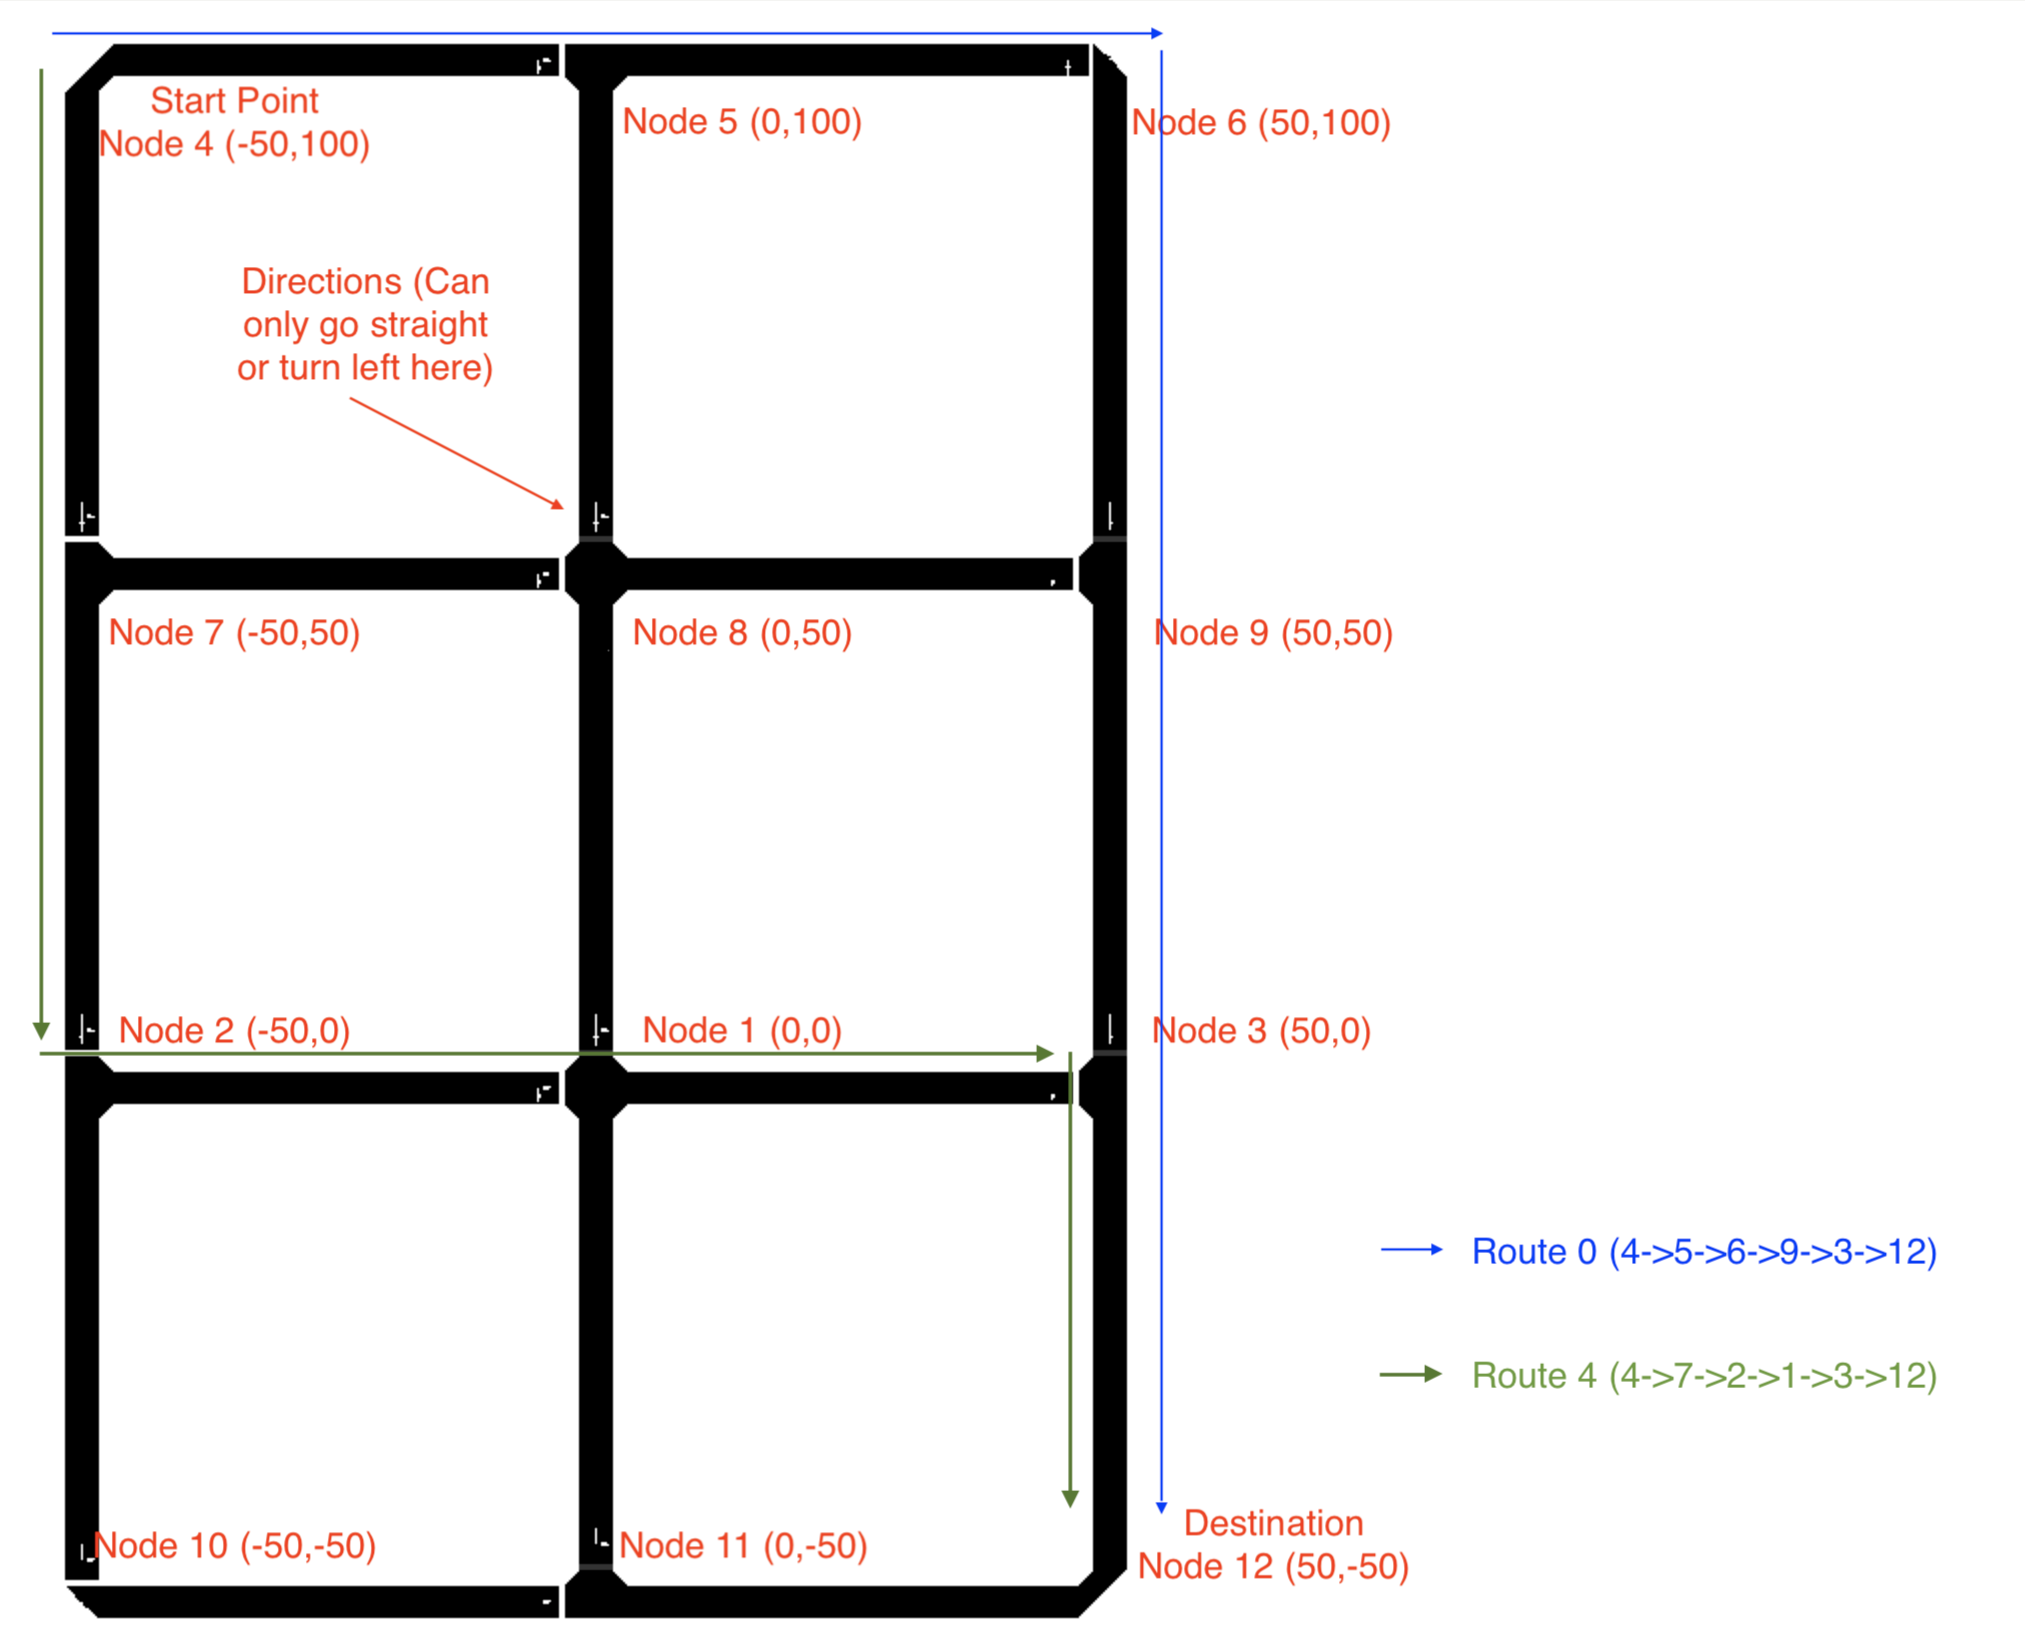 Start Point
Node 4 (-50,100)
Node 5 (0,100)
Node 6 (50,100)
Directions (Can
only go straight
or turn left here)
Node 7 (-50,50)
Node 8 (0,50)
Node 9 (50,50)
Node 2 (-50,0)
Node 1 (0,0)
Node 3 (50,0)
Route 0 (4->5->6->9->3->12)
Route 4 (4->7->2->1->3->12)
Node 10 (-50,-50)
Node 11 (0,-50)
Destination
Node 12 (50,-50)